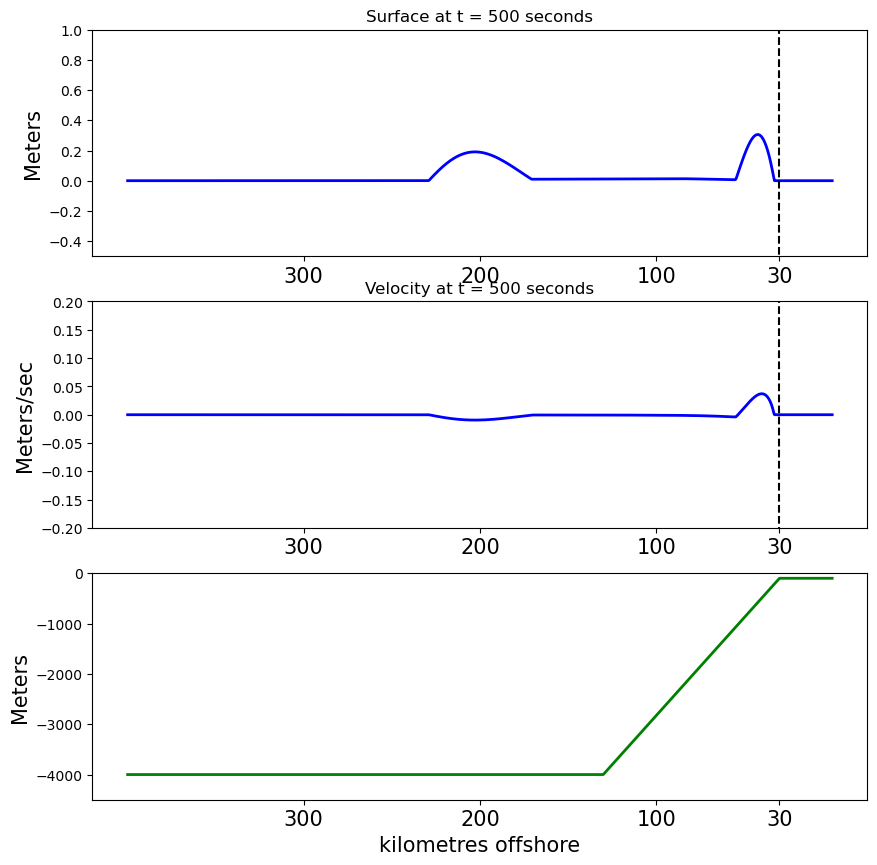 Surface at t = 500 seconds
1.0
0.8
0.6
0.4
0.2
0.0
−0.2
−0.4
Meters
300 200 100 30
Velocity at t = 500 seconds
0.20
0.15
0.10
0.05
0.00
−0.05
−0.10
−0.15
−0.20
Meters/sec
300 200 100 30
0
−1000
−2000
−3000
−4000
Meters
300 200 100 30
kilometres offshore